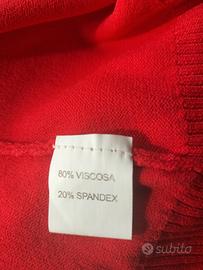 80% VISCOSA
20% SPANDEX
subito